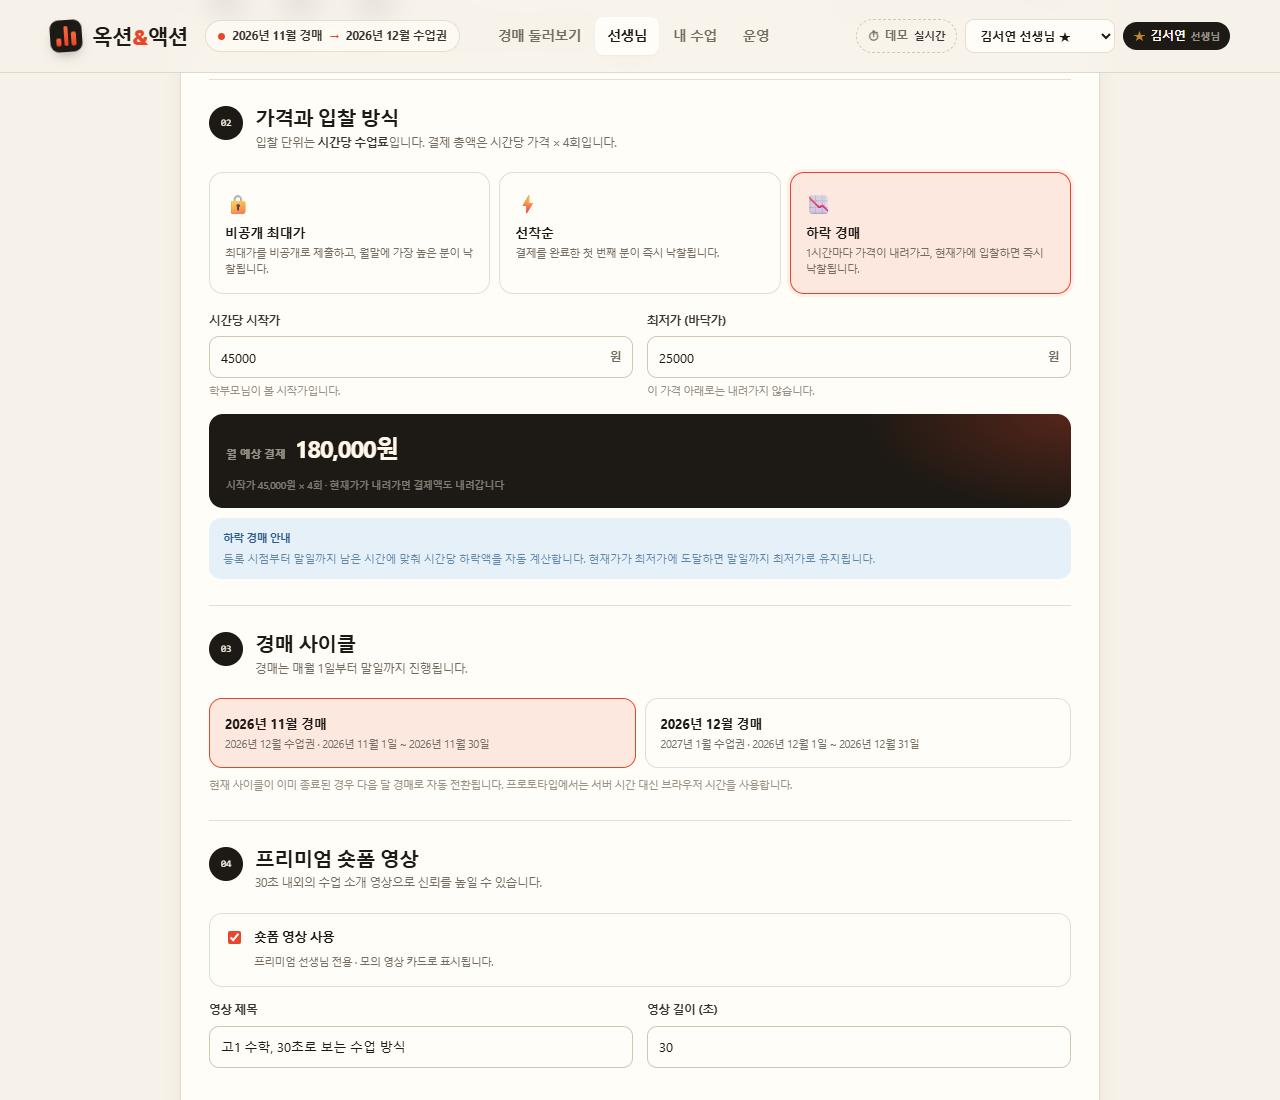 옥션&액션
2026년 11월 경매 → 2026년 12월 수업권
경매 둘러보기
선생님
내 수업
운영
⏱ 데모 실시간
김서연 선생님 ★
★ 김서연 선생님
02
가격과 입찰 방식
입찰 단위는 시간당 수업료입니다. 결제 총액은 시간당 가격 × 4회입니다.
비공개 최대가
최대가를 비공개로 제출하고, 월말에 가장 높은 분이 낙
찰됩니다.
선착순
결제를 완료한 첫 번째 분이 즉시 낙찰됩니다.
하락 경매
1시간마다 가격이 내려가고, 현재가에 입찰하면 즉시
낙찰됩니다.
시간당 시작가
45000 원
학부모님이 볼 시작가입니다.
최저가 (바닥가)
25000 원
이 가격 아래로는 내려가지 않습니다.
월 예상 결제 180,000원
시작가 45,000원 × 4회 · 현재가가 내려가면 결제액도 내려갑니다
하락 경매 안내
등록 시점부터 말일까지 남은 시간에 맞춰 시간당 하락액을 자동 계산합니다. 현재가가 최저가에 도달하면 말일까지 최저가로 유지됩니다.
03
경매 사이클
경매는 매월 1일부터 말일까지 진행됩니다.
2026년 11월 경매
2026년 12월 수업권 · 2026년 11월 1일 ~ 2026년 11월 30일
2026년 12월 경매
2027년 1월 수업권 · 2026년 12월 1일 ~ 2026년 12월 31일
현재 사이클이 이미 종료된 경우 다음 달 경매로 자동 전환됩니다. 프로토타입에서는 서버 시간 대신 브라우저 시간을 사용합니다.
04
프리미엄 숏폼 영상
30초 내외의 수업 소개 영상으로 신뢰를 높일 수 있습니다.
숏폼 영상 사용
프리미엄 선생님 전용 · 모의 영상 카드로 표시됩니다.
영상 제목
고1 수학, 30초로 보는 수업 방식
영상 길이 (초)
30